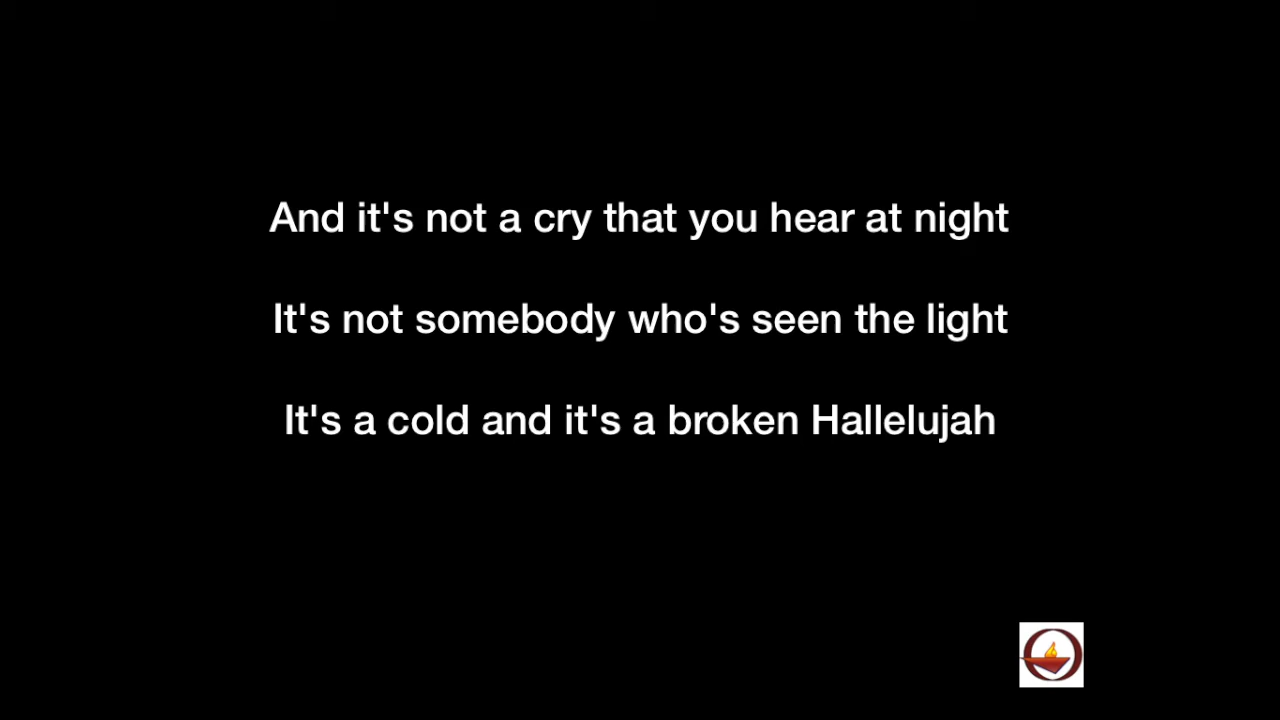 And it's not a cry that you hear at night
It's not somebody who's seen the light
It's a cold and it's a broken Hallelujah